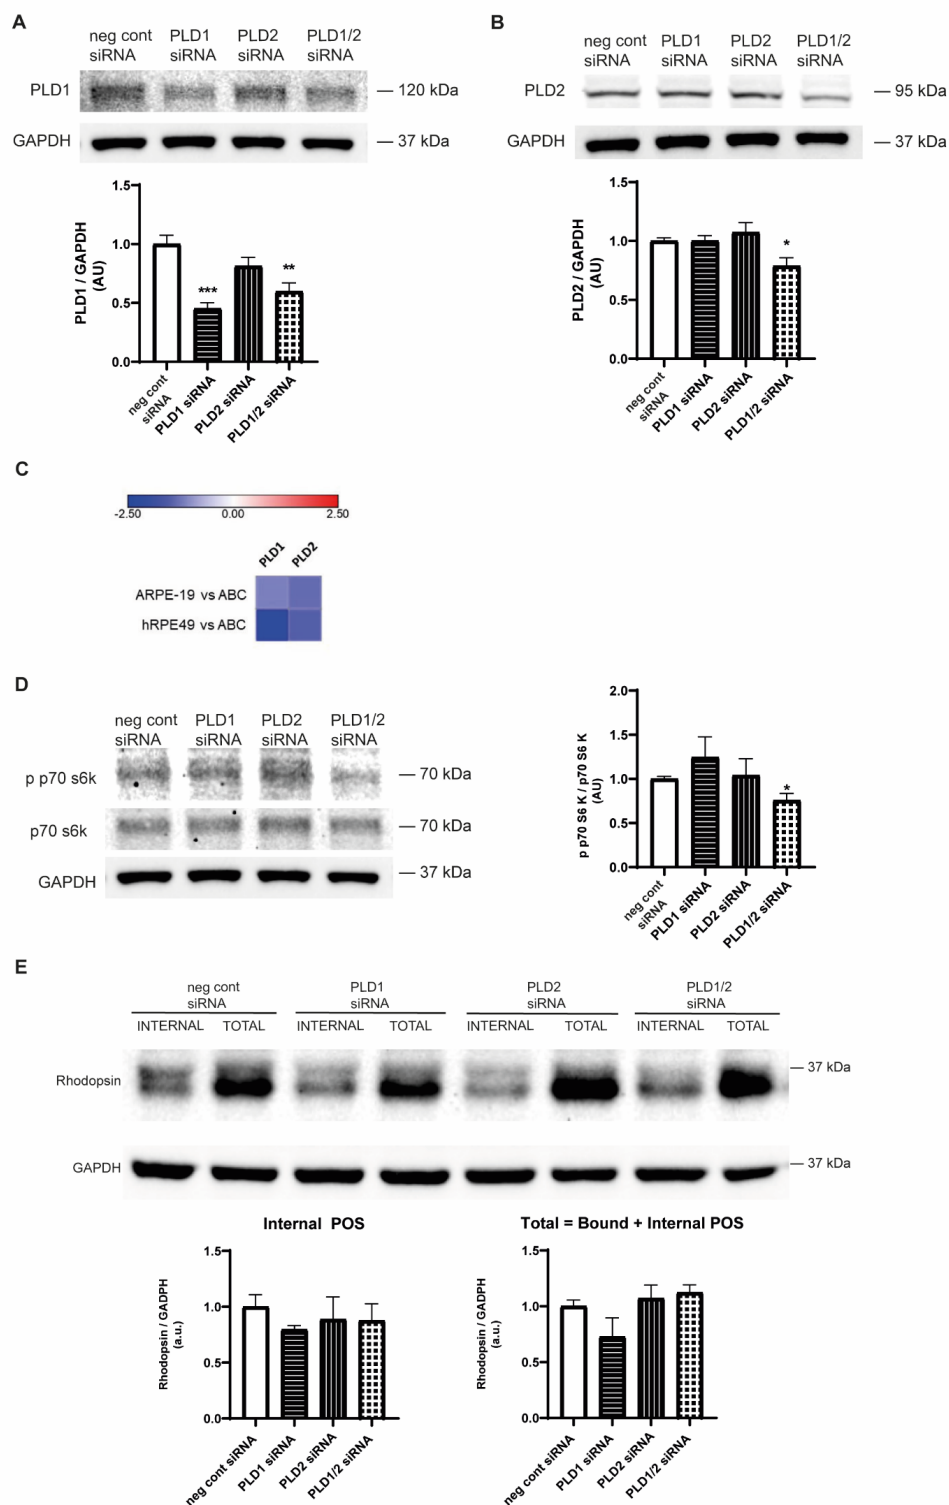 A
neg cont siRNA
PLD1 siRNA
PLD2 siRNA
PLD1/2 siRNA
PLD1
— 120 kDa
GAPDH
— 37 kDa
PLD1 / GAPDH (AU)
1.5
1.0
0.5
0.0
***
**
neg cont siRNA
PLD1 siRNA
PLD2 siRNA
PLD1/2 siRNA
B
neg cont siRNA
PLD1 siRNA
PLD2 siRNA
PLD1/2 siRNA
PLD2
— 95 kDa
GAPDH
— 37 kDa
PLD2 / GAPDH (AU)
1.5
1.0
0.5
0.0
*
neg cont siRNA
PLD1 siRNA
PLD2 siRNA
PLD1/2 siRNA
C
-2.50 0.00 2.50
PLD1 PLD2
ARPE-19 vs ABC
hRPE49 vs ABC
D
neg cont siRNA
PLD1 siRNA
PLD2 siRNA
PLD1/2 siRNA
p p70 s6k
— 70 kDa
p70 s6k
— 70 kDa
GAPDH
— 37 kDa
p p70 S6 K / p70 S6 K (AU)
2.0
1.5
1.0
0.5
0.0
*
neg cont siRNA
PLD1 siRNA
PLD2 siRNA
PLD1/2 siRNA
E
neg cont siRNA
PLD1 siRNA
PLD2 siRNA
PLD1/2 siRNA
INTERNAL TOTAL INTERNAL TOTAL INTERNAL TOTAL INTERNAL TOTAL
Rhodopsin
— 37 kDa
GAPDH
— 37 kDa
Internal POS
Rhodopsin / GADPH (a.u.)
1.5
1.0
0.5
0.0
neg cont siRNA
PLD1 siRNA
PLD2 siRNA
PLD1/2 siRNA
Total = Bound + Internal POS
Rhodopsin / GADPH (a.u.)
1.5
1.0
0.5
0.0
neg cont siRNA
PLD1 siRNA
PLD2 siRNA
PLD1/2 siRNA